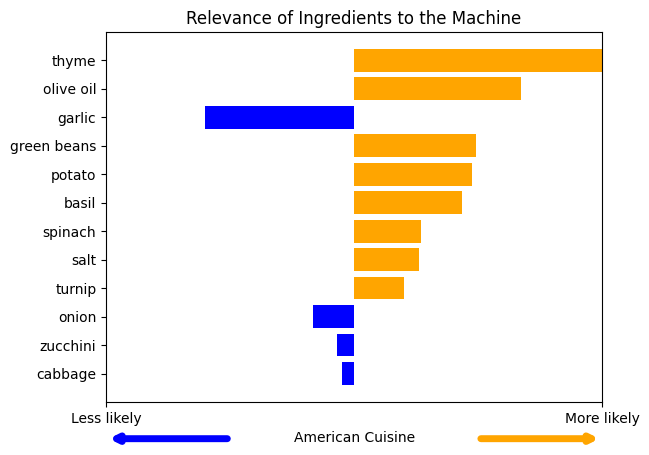 Relevance of Ingredients to the Machine
thyme
olive oil
garlic
green beans
potato
basil
spinach
salt
turnip
onion
zucchini
cabbage
Less likely More likely
American Cuisine